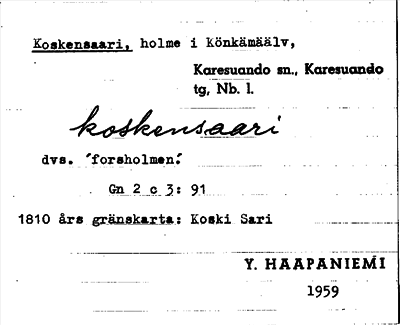 Koskensaari, holme i Könkämäälv,
Karesuando sn., Karesuando
tg, Nb. l.
koskensaari
dvs. "forsholmen".
Gn 2 c 3: 91
1810 års gränskarta: Koski Sari
Y. HAAPANIEMI
1959